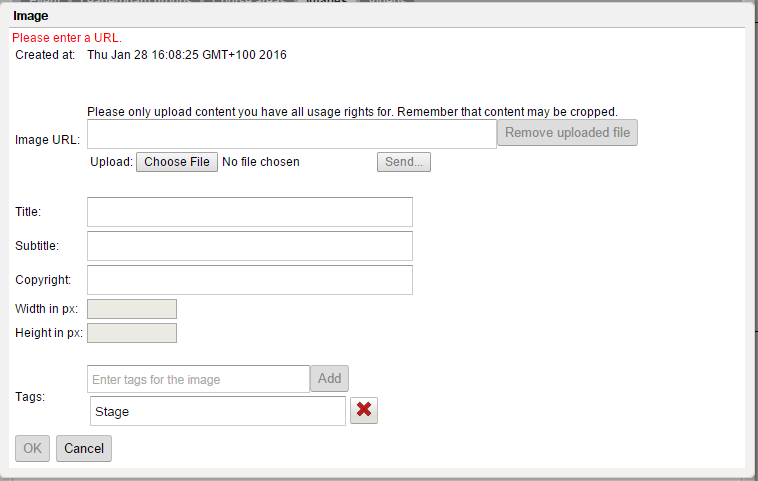 Image
Please enter a URL.
Created at: Thu Jan 28 16:08:25 GMT+100 2016
Please only upload content you have all usage rights for. Remember that content may be cropped.
Image URL: Remove uploaded file
Upload: Choose File No file chosen Send...
Title:
Subtitle:
Copyright:
Width in px:
Height in px:
Enter tags for the image Add
Tags:
Stage
OK Cancel